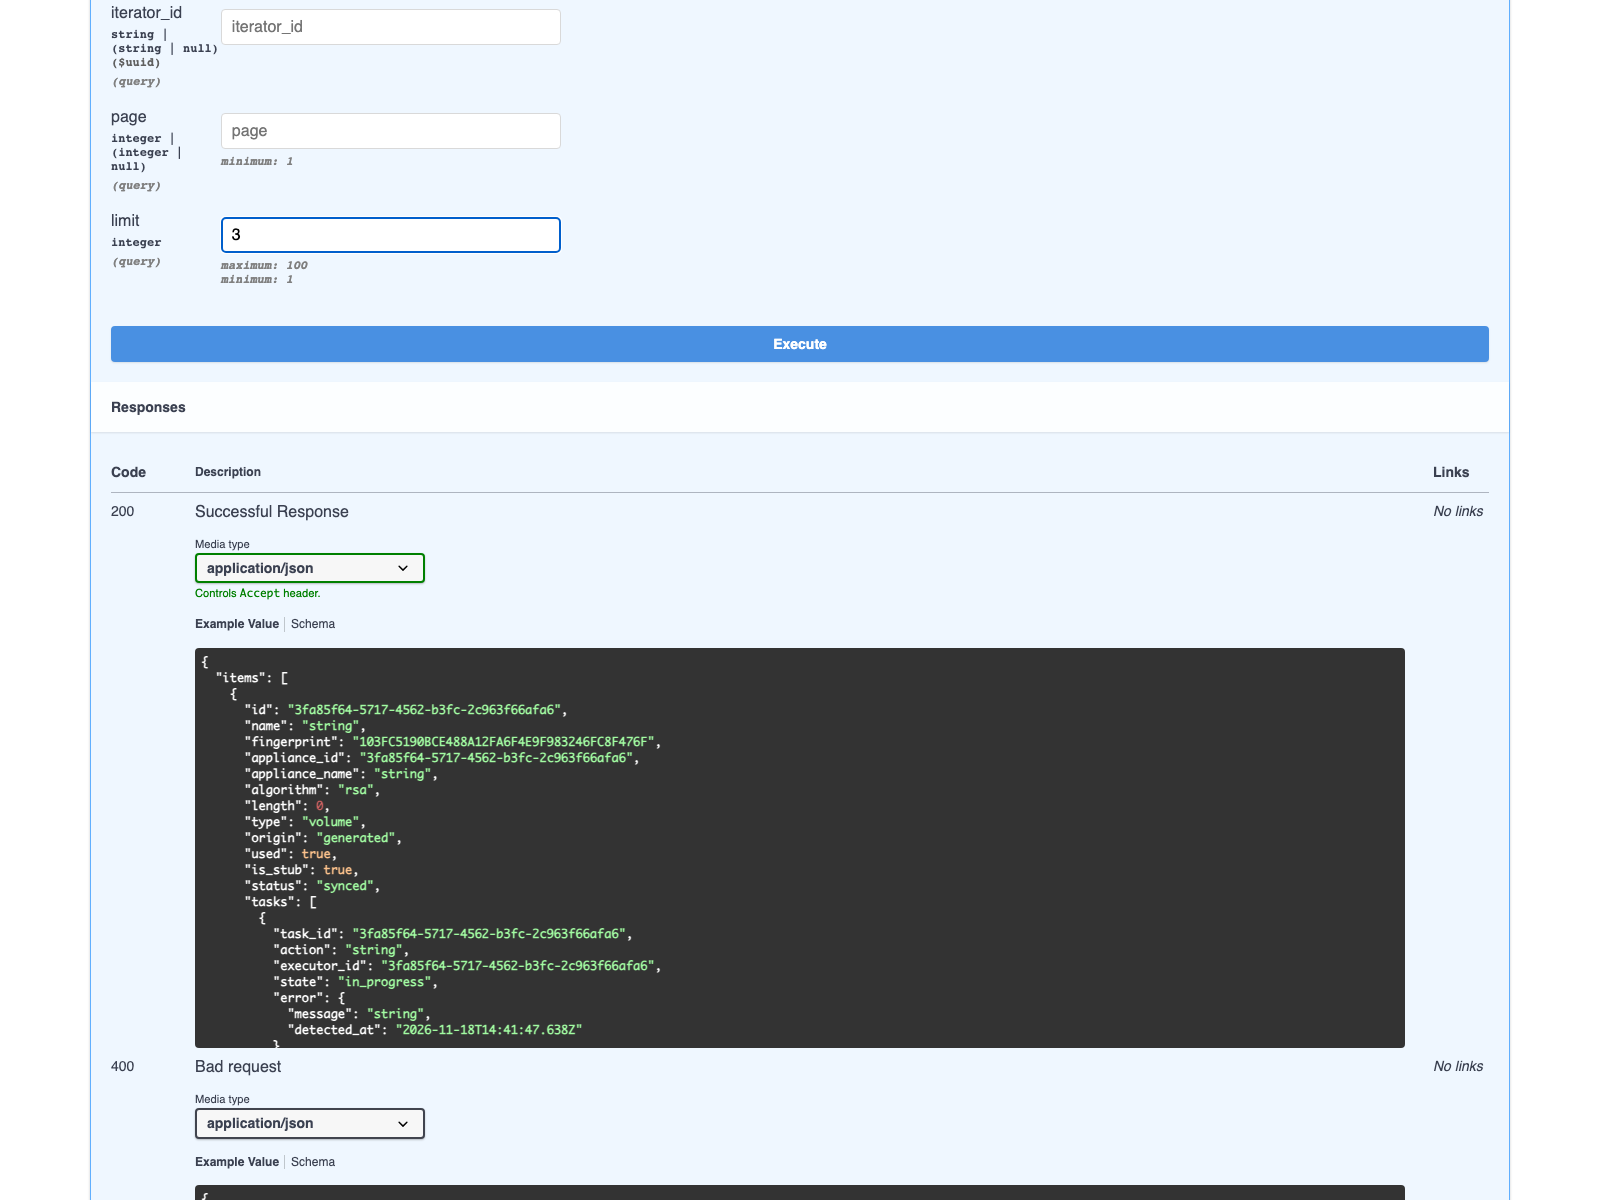 iterator_id
string |
(string | null)
($uuid)
(query)
iterator_id
page
integer |
(integer |
null)
(query)
page
minimum: 1
limit
integer
(query)
3
maximum: 100
minimum: 1
Execute
Responses
Code Description Links
200 Successful Response No links
Media type
application/json
Controls Accept header.
Example Value Schema
{
"items": [
{
"id": "3fa85f64-5717-4562-b3fc-2c963f66afa6",
"name": "string",
"fingerprint": "103FC5190BCE488A12FA6F4E9F983246FC8F476F",
"appliance_id": "3fa85f64-5717-4562-b3fc-2c963f66afa6",
"appliance_name": "string",
"algorithm": "rsa",
"length": 0,
"type": "volume",
"origin": "generated",
"used": true,
"is_stub": true,
"status": "synced",
"tasks": [
{
"task_id": "3fa85f64-5717-4562-b3fc-2c963f66afa6",
"action": "string",
"executor_id": "3fa85f64-5717-4562-b3fc-2c963f66afa6",
"state": "in_progress",
"error": {
"message": "string",
"detected_at": "2026-11-18T14:41:47.638Z"
}
400 Bad request No links
Media type
application/json
Example Value Schema
{